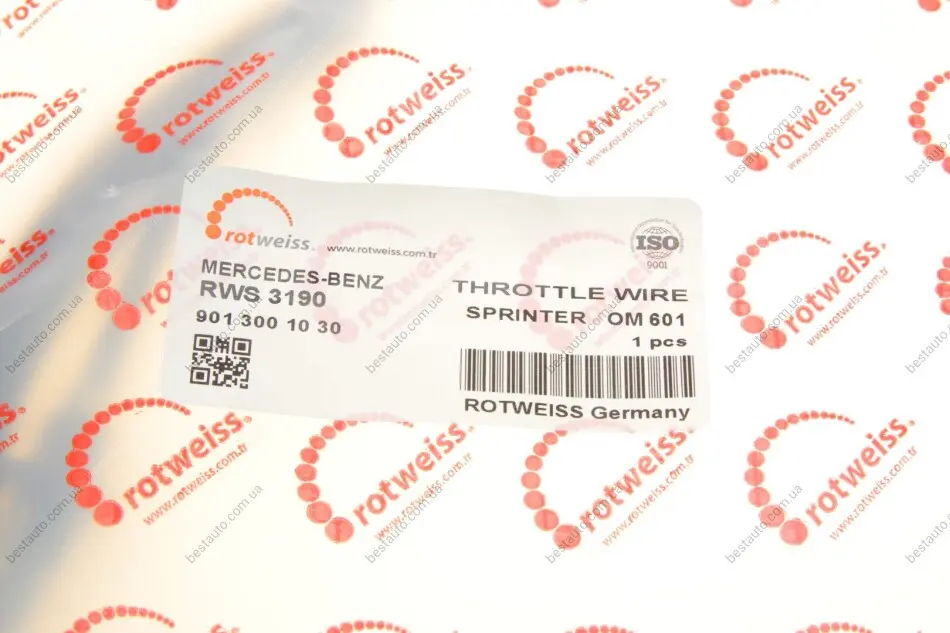 rotweiss.
www.rotweiss.com.tr
ISO
9001
MERCEDES-BENZ
RWS 3190
901 300 10 30
THROTTLE WIRE
SPRINTER OM 601
1 pcs
ROTWEISS Germany
rotweiss.
www.rotweiss.com.tr
bestauto.com.ua